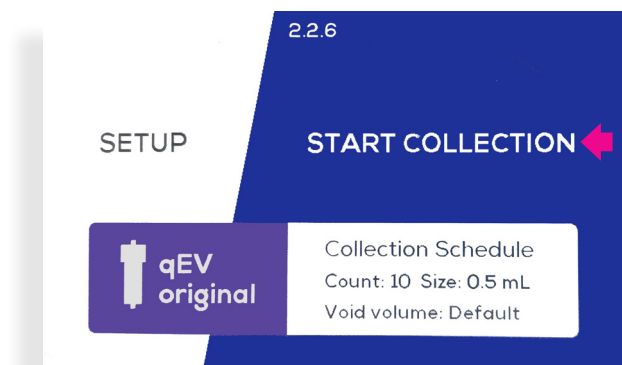 2.2.6
SETUP
START COLLECTION
qEV
original
Collection Schedule
Count: 10 Size: 0.5 mL
Void volume: Default